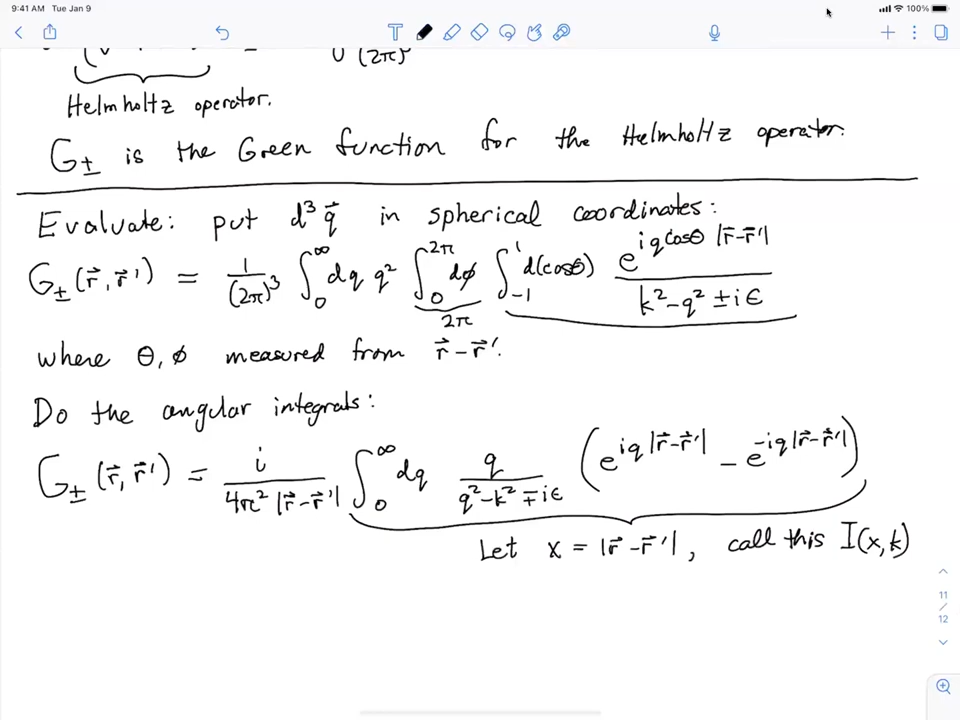 9:41 AM Tue Jan 9 100%
T
(2π)³
Helmholtz operator.
G± is the Green function for the Helmholtz operator.
Evaluate: put d³q⃗ in spherical coordinates:
G±(r⃗, r⃗') = 1/(2π)³ ∫₀^∞ dq q² ∫₀^2π dϕ ∫₋₁^1 d(cosθ) e^{iq cosθ |r⃗-r⃗'|} / (k²-q² ± iϵ)
2π
where θ, ϕ measured from r⃗-r⃗'.
Do the angular integrals:
G±(r⃗, r⃗') = i/(4π² |r⃗-r⃗'|) ∫₀^∞ dq q/(q²-k² ∓ iϵ) (e^{iq|r⃗-r⃗'|} - e^{-iq|r⃗-r⃗'|})
Let x = |r⃗-r⃗'|, call this I(x,k)
11
/
12